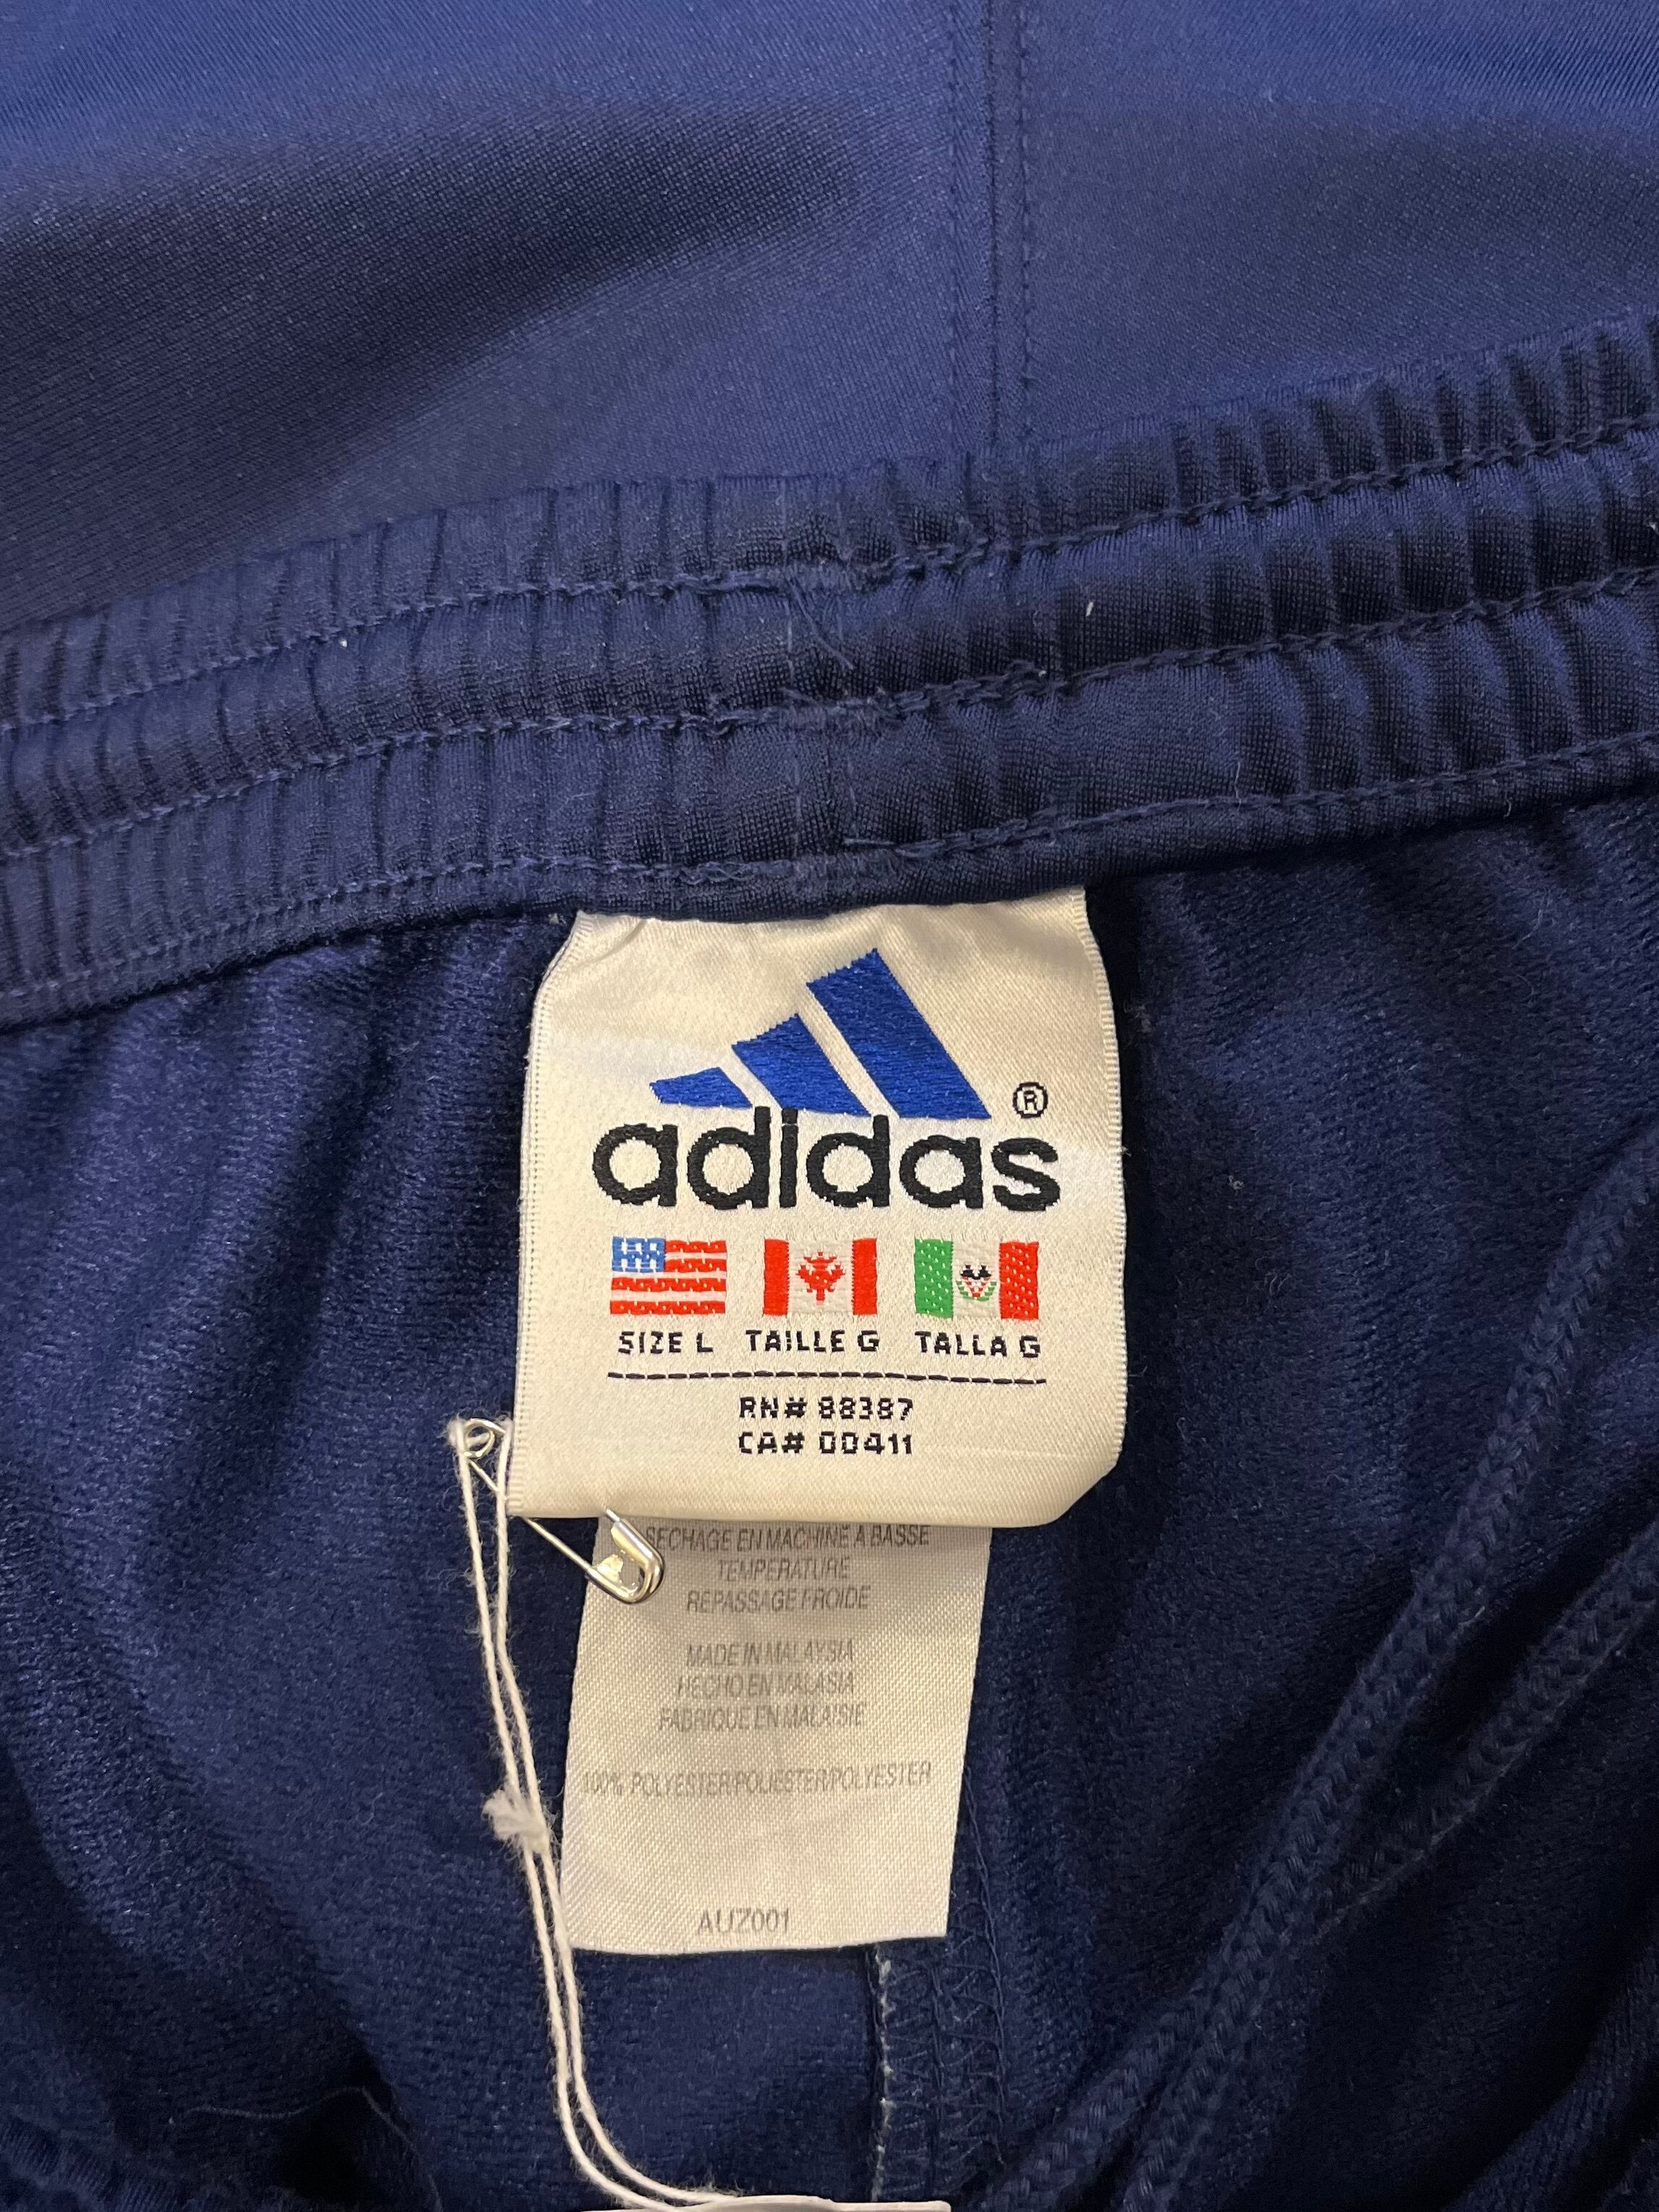 adidas ®
SIZE L TAILLE G TALLA G
RN# 88387
CA# 00411
SECHAGE EN MACHINE A BASSE
TEMPERATURE
REPASSAGE FROIDE
MADE IN MALAYSIA
HECHO EN MALASIA
FABRIQUE EN MALAISIE
100% POLYESTER/POLIESTER/POLYESTER
AUZ001